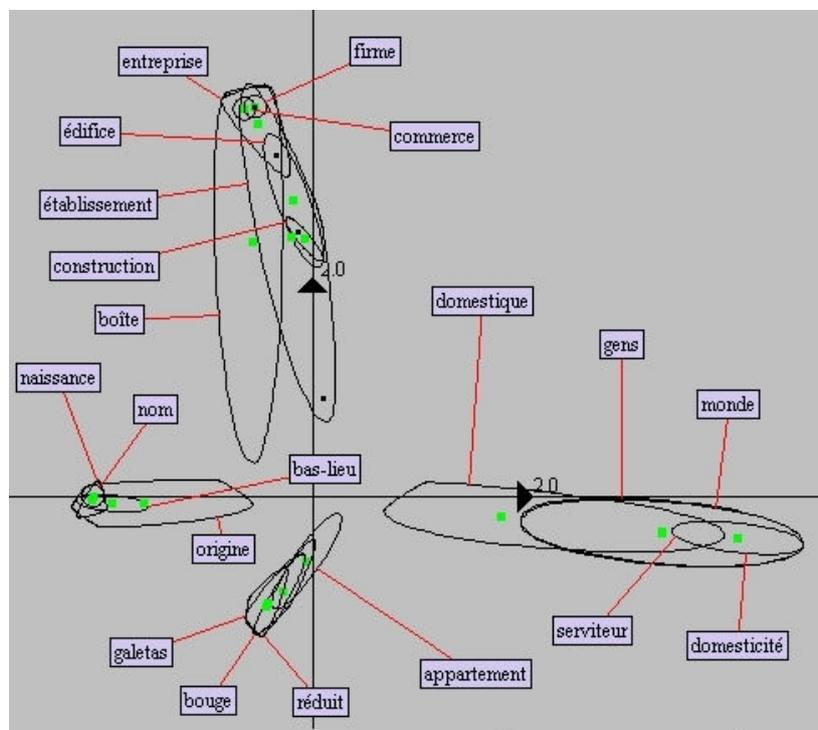 firme
entreprise
édifice
commerce
établissement
construction
2.0
boîte
domestique
gens
naissance
nom
monde
bas-lieu
2.0
origine
serviteur
domesticité
galetas
appartement
bouge
réduit